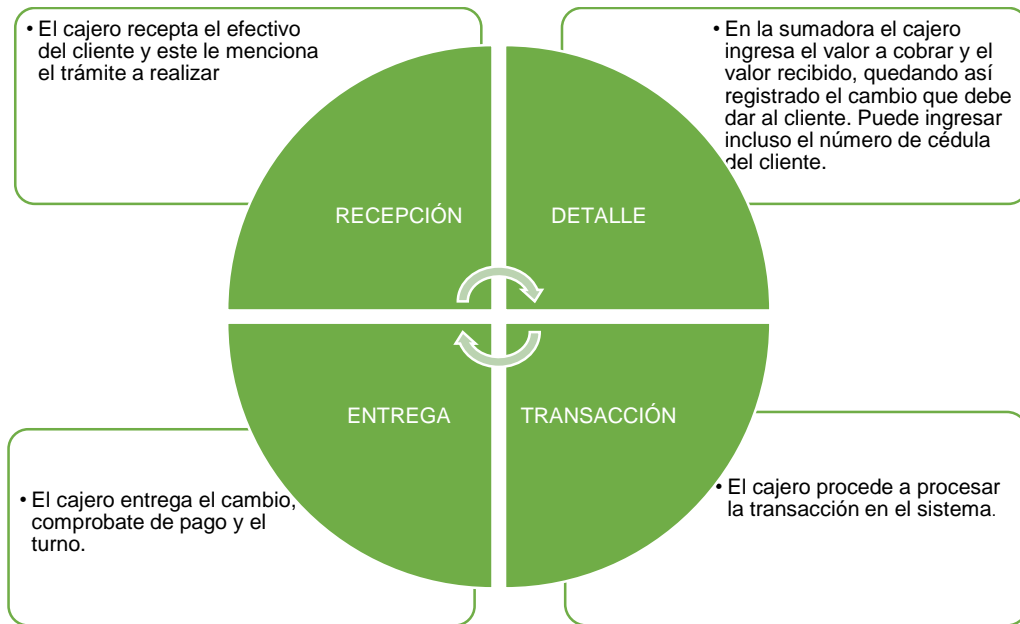 • El cajero recepta el efectivo
del cliente y este le menciona
el trámite a realizar
• En la sumadora el cajero
ingresa el valor a cobrar y el
valor recibido, quedando así
registrado el cambio que debe
dar al cliente. Puede ingresar
incluso el número de cédula
del cliente.
RECEPCIÓN
DETALLE
ENTREGA
TRANSACCIÓN
• El cajero entrega el cambio,
comprobate de pago y el
turno.
• El cajero procede a procesar
la transacción en el sistema.